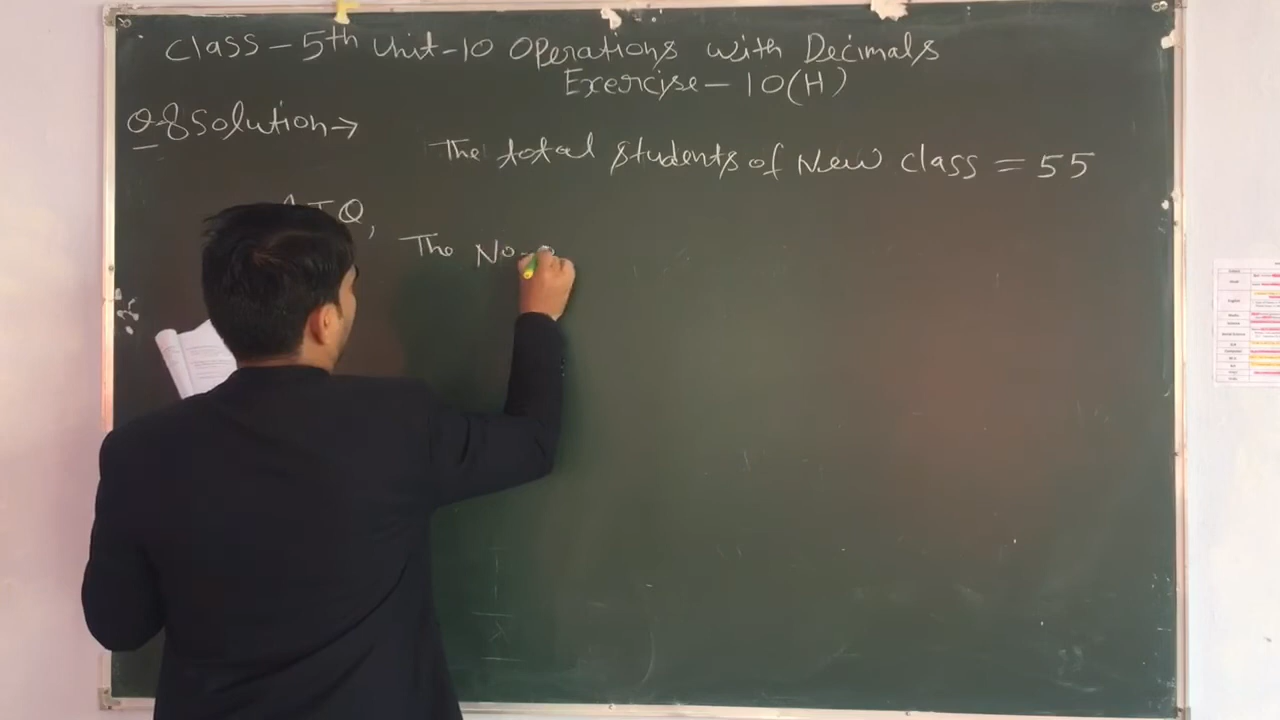 Class - 5th Unit-10 Operations with Decimals
Exercise - 10(H)
Q-8 Solution →
The total students of New class = 55
A T Q,
The No.